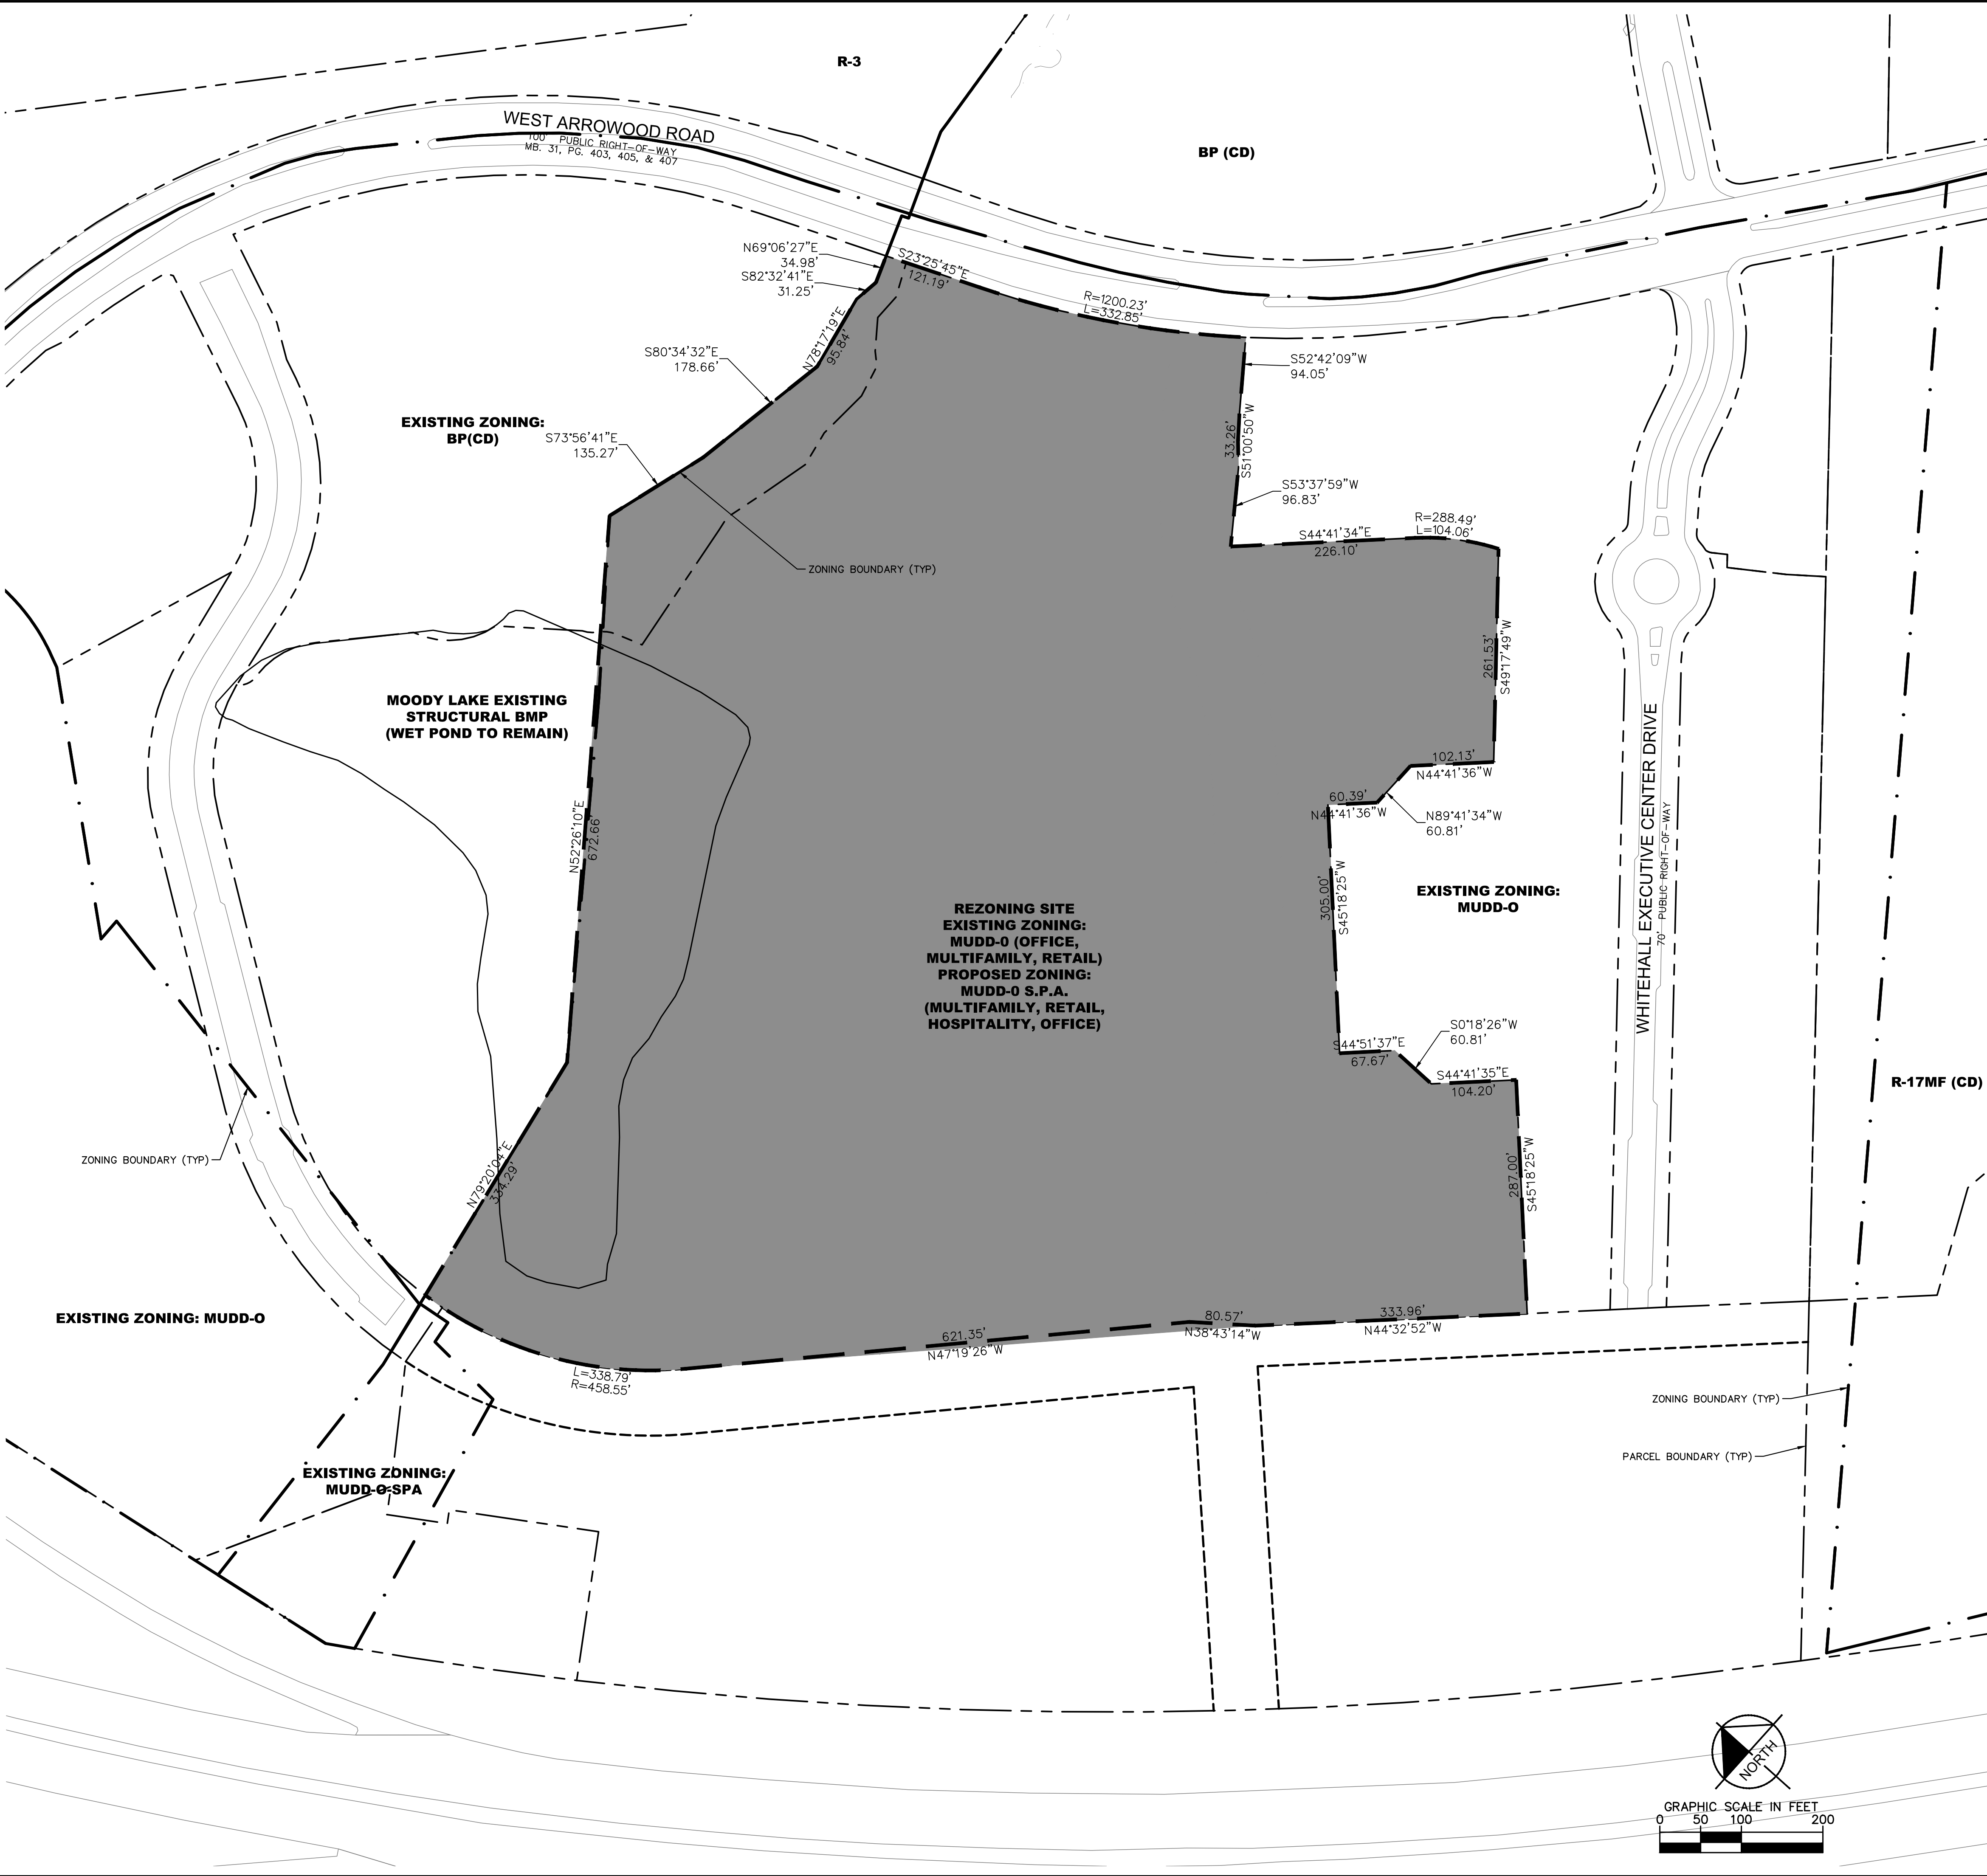 R-3
WEST ARROWOOD ROAD
100' PUBLIC RIGHT-OF-WAY
MB. 31, PG. 403, 405, & 407
BP (CD)
N69°06'27"E
34.98'
S82°32'41"E
31.25'
S23°25'45"E
121.19'
R=1200.23'
L=332.85'
N78°17'19"E
95.84'
S80°34'32"E
178.66'
S52°42'09"W
94.05'
EXISTING ZONING:
BP(CD)
S73°56'41"E
135.27'
33.26'
S51°00'50"W
S53°37'59"W
96.83'
S44°41'34"E
226.10'
R=288.49'
L=104.06'
ZONING BOUNDARY (TYP)
261.53'
S49°17'49"W
MOODY LAKE EXISTING
STRUCTURAL BMP
(WET POND TO REMAIN)
102.13'
N44°41'36"W
60.39'
N44°41'36"W
N89°41'34"W
60.81'
N52°26'10"E
672.66'
305.00'
S45°18'25"W
EXISTING ZONING:
MUDD-O
WHITEHALL EXECUTIVE CENTER DRIVE
70' PUBLIC RIGHT-OF-WAY
REZONING SITE
EXISTING ZONING:
MUDD-0 (OFFICE,
MULTIFAMILY, RETAIL)
PROPOSED ZONING:
MUDD-0 S.P.A.
(MULTIFAMILY, RETAIL,
HOSPITALITY, OFFICE)
S0°18'26"W
60.81'
S44°51'37"E
67.67'
S44°41'35"E
104.20'
R-17MF (CD)
ZONING BOUNDARY (TYP)
N79°20'04"E
334.29'
287.00'
S45°18'25"W
EXISTING ZONING: MUDD-O
621.35'
N47°19'26"W
80.57'
N38°43'14"W
333.96'
N44°32'52"W
L=338.79'
R=458.55'
ZONING BOUNDARY (TYP)
PARCEL BOUNDARY (TYP)
EXISTING ZONING:
MUDD-O-SPA
NORTH
GRAPHIC SCALE IN FEET
0 50 100 200